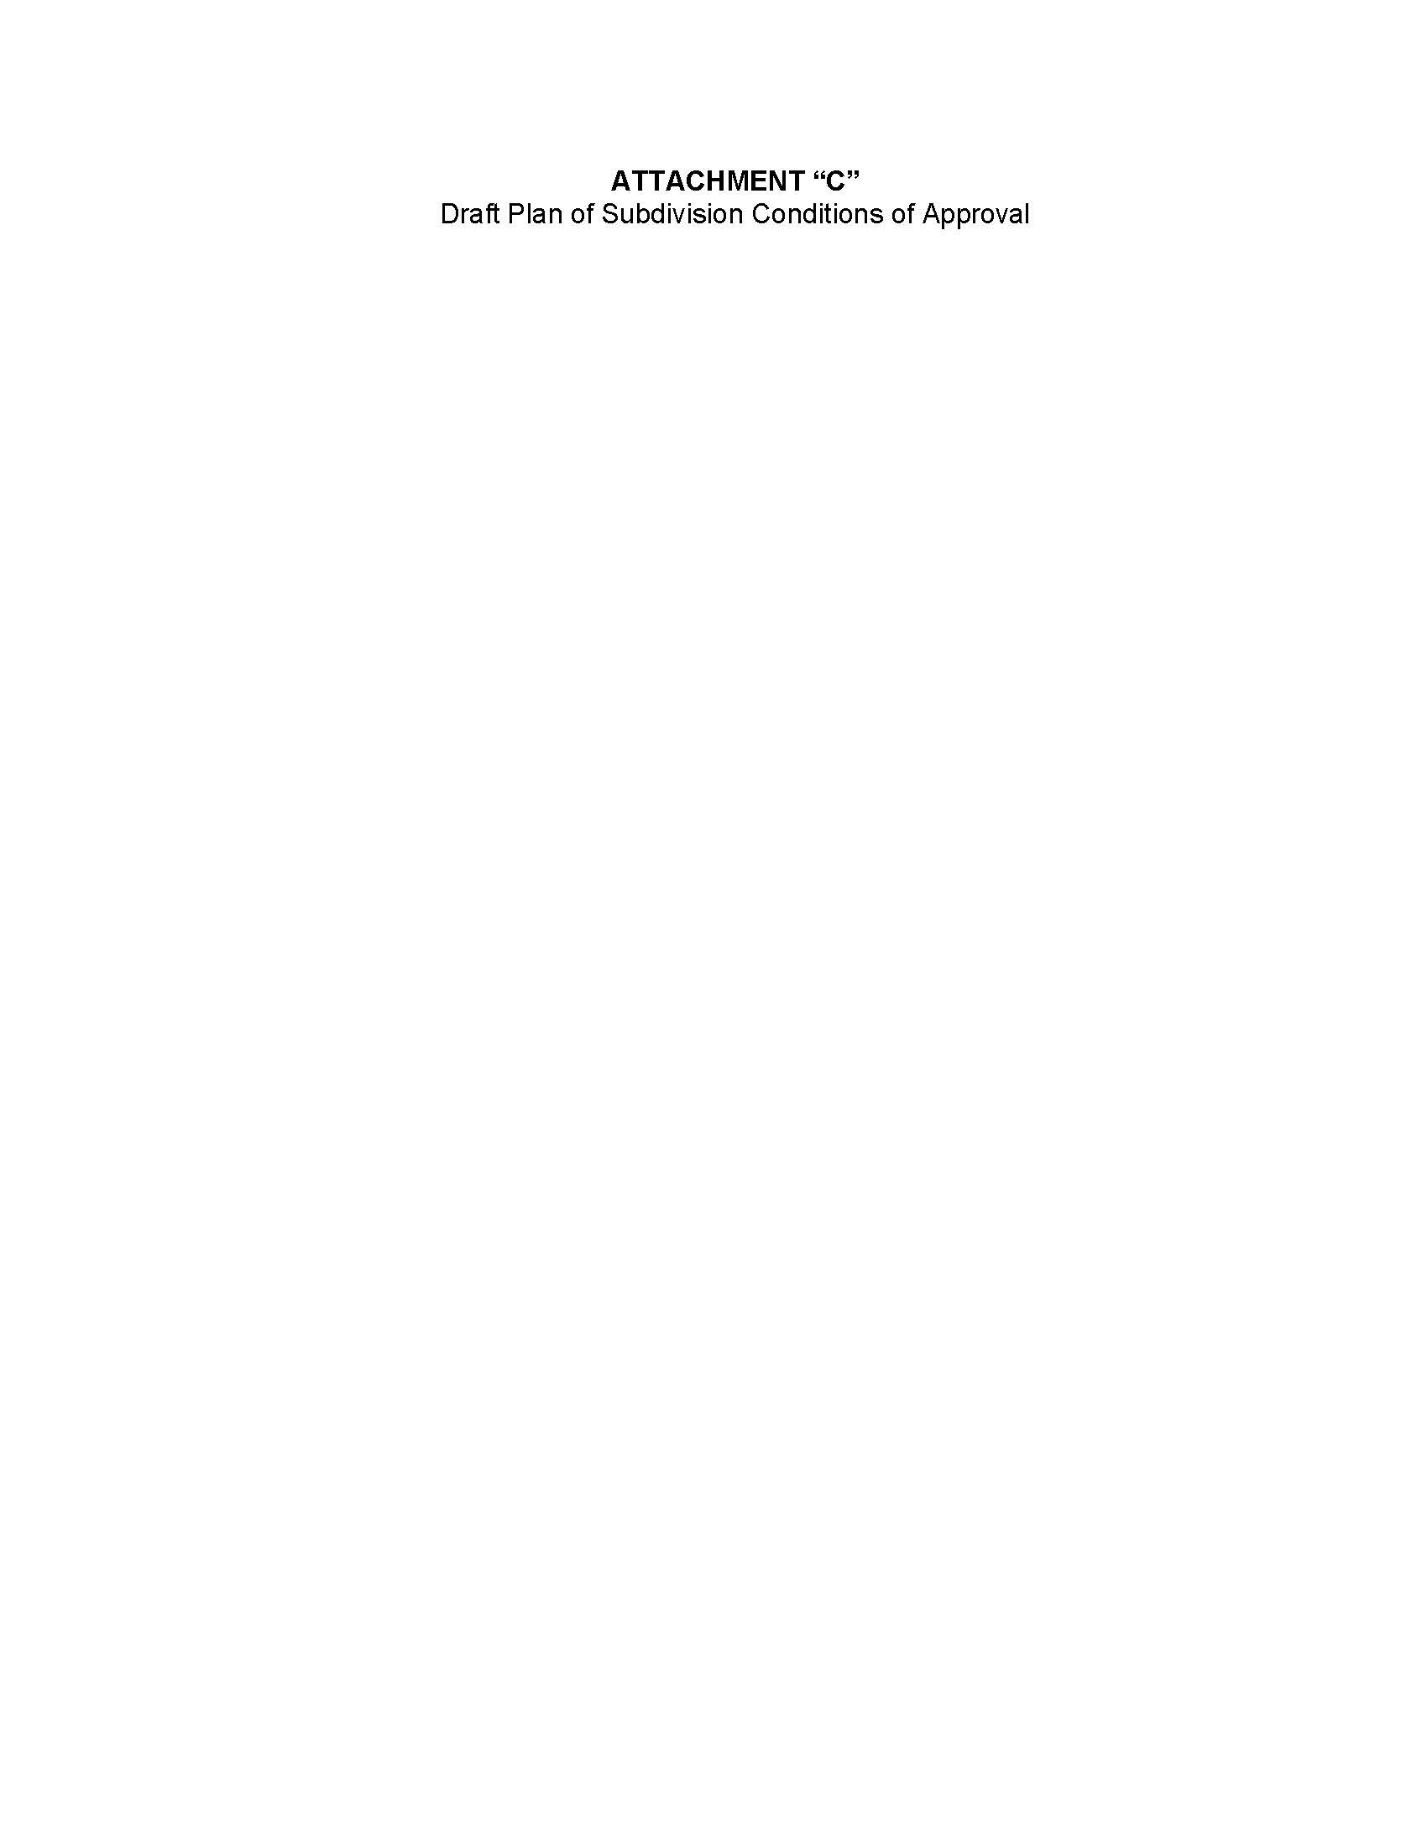 ATTACHMENT “C”
Draft Plan of Subdivision Conditions of Approval